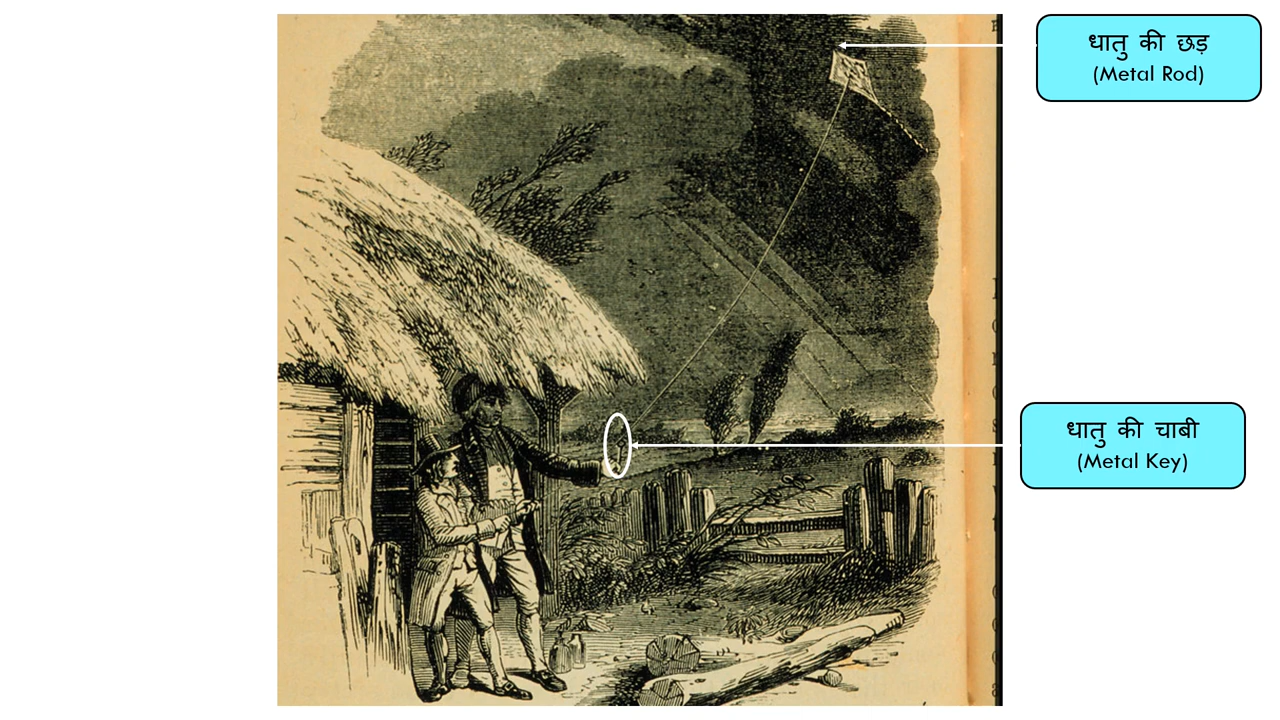 धातु की छड़
(Metal Rod)
धातु की चाबी
(Metal Key)